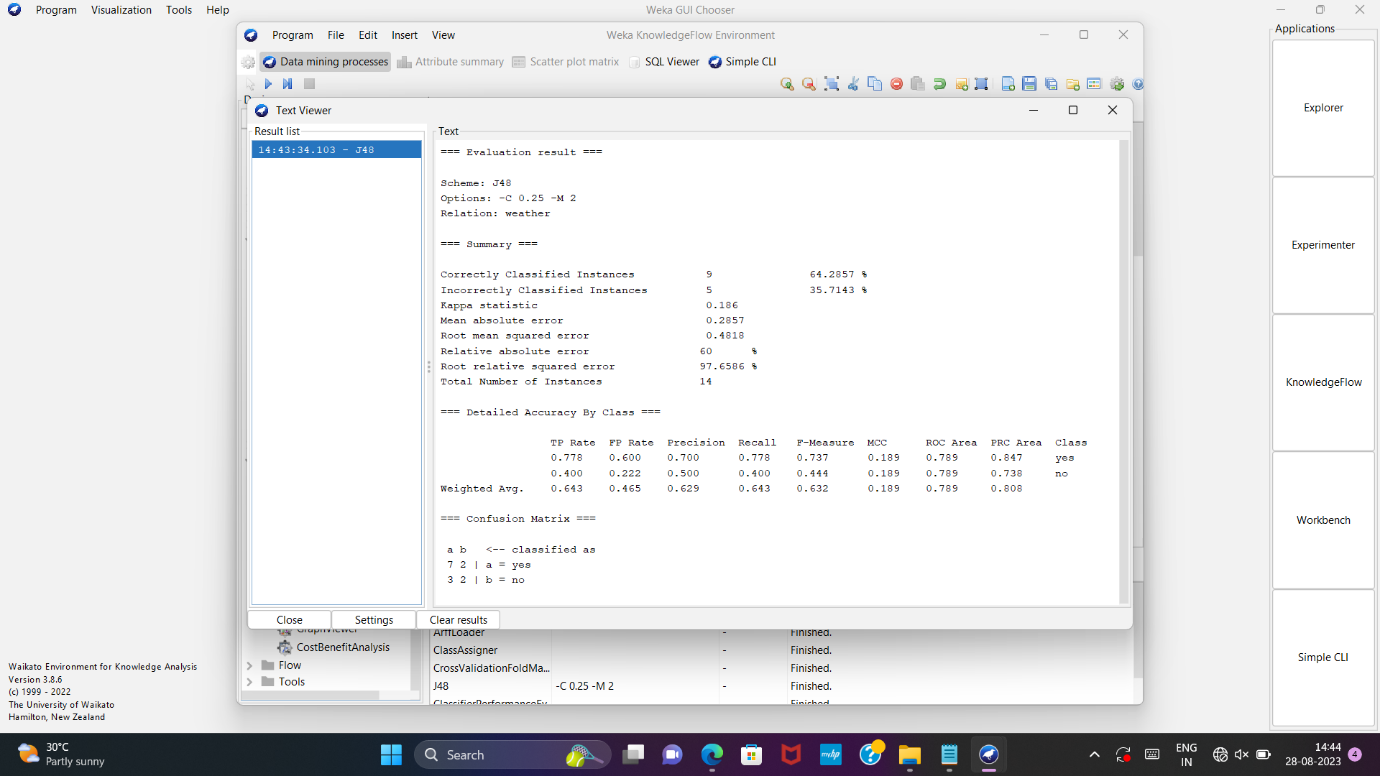 Program Visualization Tools Help
Weka GUI Chooser
Applications
Explorer
Experimenter
KnowledgeFlow
Workbench
Simple CLI
Program File Edit Insert View
Weka KnowledgeFlow Environment
Data mining processes Attribute summary Scatter plot matrix SQL Viewer Simple CLI
Text Viewer
Result list
14:43:34.103 - J48
Text
=== Evaluation result ===
Scheme: J48
Options: -C 0.25 -M 2
Relation: weather
=== Summary ===
Correctly Classified Instances 9 64.2857 %
Incorrectly Classified Instances 5 35.7143 %
Kappa statistic 0.186
Mean absolute error 0.2857
Root mean squared error 0.4818
Relative absolute error 60 %
Root relative squared error 97.6586 %
Total Number of Instances 14
=== Detailed Accuracy By Class ===
TP Rate FP Rate Precision Recall F-Measure MCC ROC Area PRC Area Class
0.778 0.600 0.700 0.778 0.737 0.189 0.789 0.847 yes
0.400 0.222 0.500 0.400 0.444 0.189 0.789 0.738 no
Weighted Avg. 0.643 0.465 0.629 0.643 0.632 0.189 0.789 0.808
=== Confusion Matrix ===
a b <-- classified as
7 2 | a = yes
3 2 | b = no
Close Settings Clear results
GraphViewer
CostBenefitAnalysis
Flow
Tools
ArffLoader - Finished.
ClassAssigner - Finished.
CrossValidationFoldMa... - Finished.
J48 -C 0.25 -M 2 - Finished.
ClassifierPerformanceEv - Finished.
Waikato Environment for Knowledge Analysis
Version 3.8.6
(c) 1999 - 2022
The University of Waikato
Hamilton, New Zealand
30°C
Partly sunny
Search
myhp
ENG
IN
14:44
28-08-2023
4